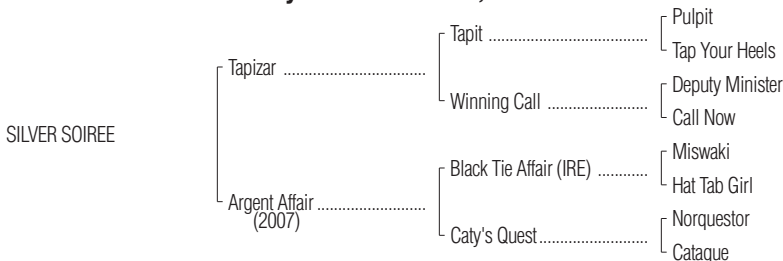 Pulpit
Tapit ........................................
Tap Your Heels
Tapizar ...................................
Deputy Minister
Winning Call .........................
Call Now
SILVER SOIREE
Miswaki
Black Tie Affair (IRE) ............
Hat Tab Girl
Argent Affair ...........................
(2007)
Norquestor
Caty's Quest...........................
Cataque